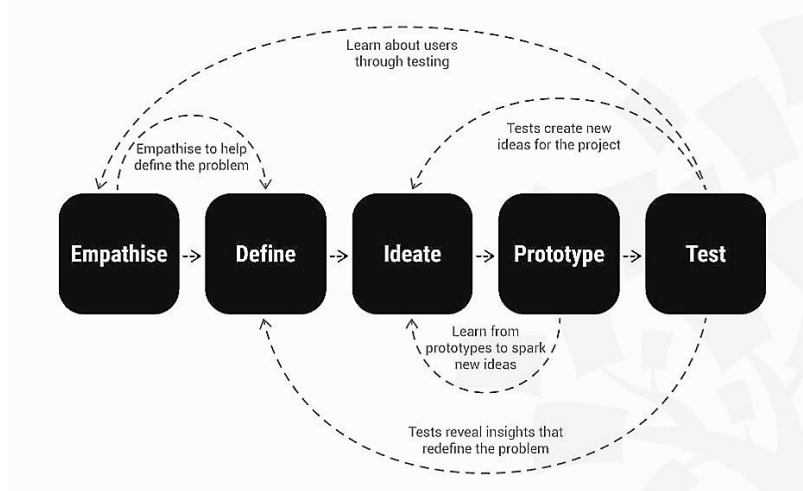 Learn about users
through testing
Tests create new
ideas for the project
Empathise to help
define the problem
Empathise
Define
Ideate
Prototype
Test
Learn from
prototypes to spark
new ideas
Tests reveal insights that
redefine the problem